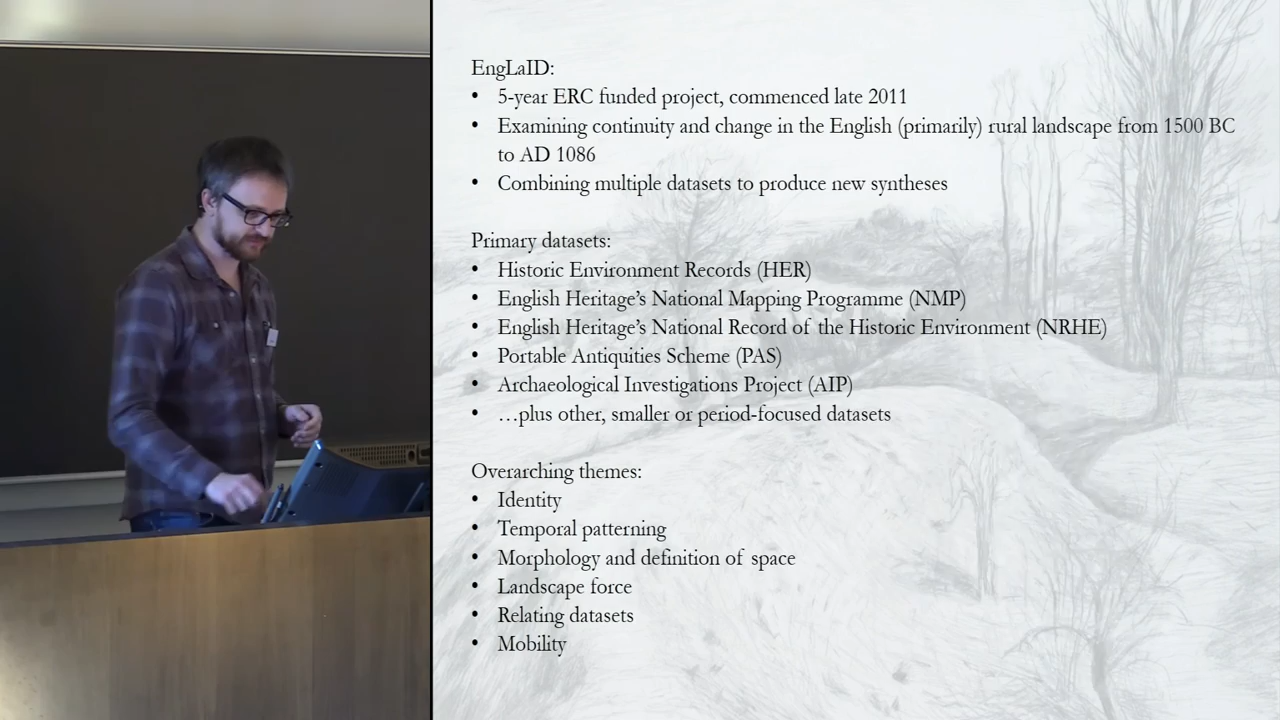 EngLaID:
• 5-year ERC funded project, commenced late 2011
• Examining continuity and change in the English (primarily) rural landscape from 1500 BC
to AD 1086
• Combining multiple datasets to produce new syntheses
Primary datasets:
• Historic Environment Records (HER)
• English Heritage’s National Mapping Programme (NMP)
• English Heritage’s National Record of the Historic Environment (NRHE)
• Portable Antiquities Scheme (PAS)
• Archaeological Investigations Project (AIP)
• …plus other, smaller or period-focused datasets
Overarching themes:
• Identity
• Temporal patterning
• Morphology and definition of space
• Landscape force
• Relating datasets
• Mobility